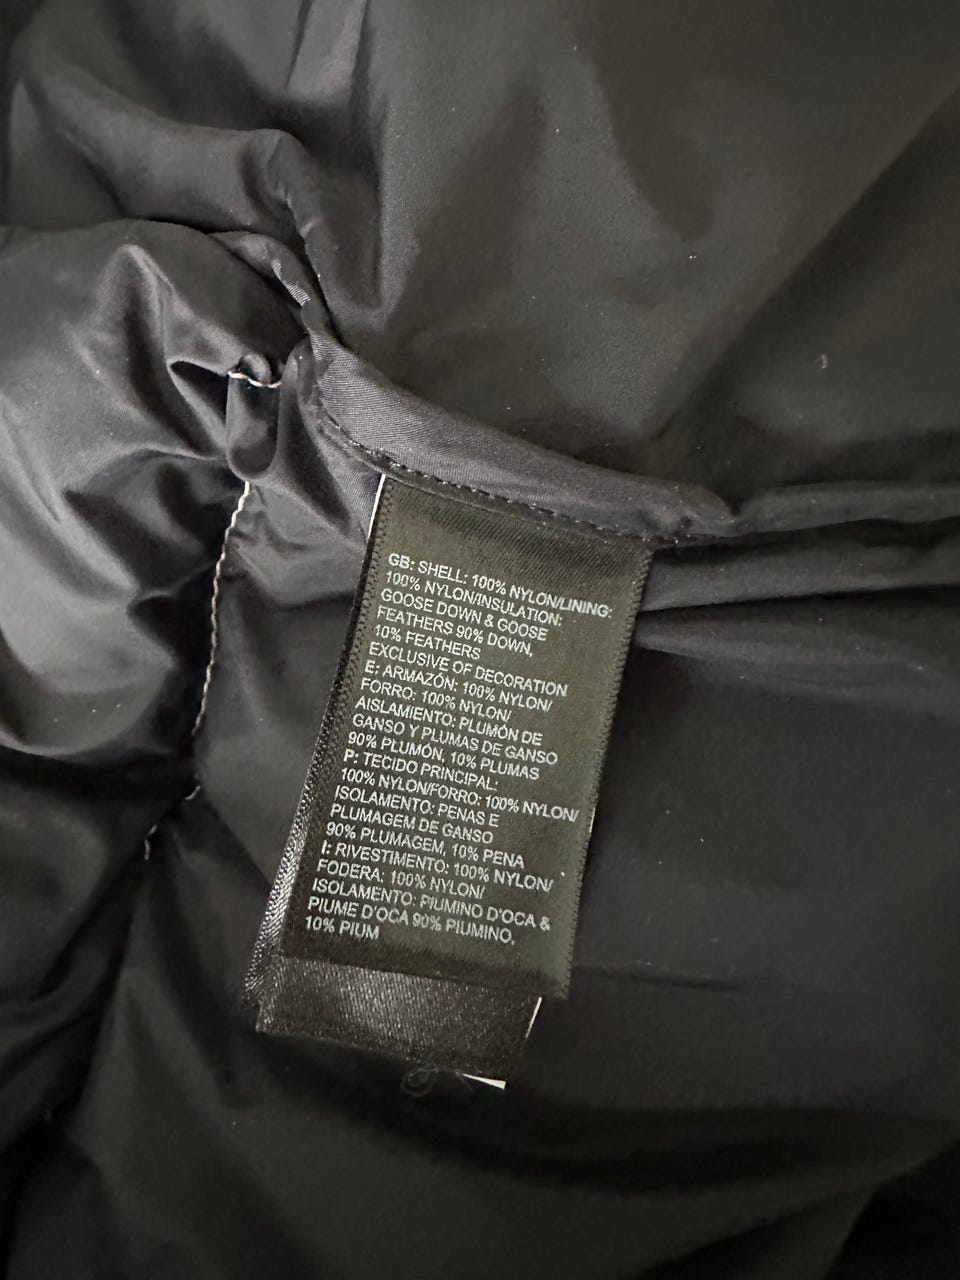 GB: SHELL: 100% NYLON/LINING:
100% NYLON/INSULATION:
GOOSE DOWN & GOOSE
FEATHERS 90% DOWN,
10% FEATHERS
EXCLUSIVE OF DECORATION
E: ARMAZÓN: 100% NYLON/
FORRO: 100% NYLON/
AISLAMIENTO: PLUMÓN DE
GANSO Y PLUMAS DE GANSO
90% PLUMÓN, 10% PLUMAS
P: TECIDO PRINCIPAL:
100% NYLON/FORRO: 100% NYLON/
ISOLAMENTO: PENAS E
PLUMAGEM DE GANSO
90% PLUMAGEM, 10% PENA
I: RIVESTIMENTO: 100% NYLON/
FODERA: 100% NYLON/
ISOLAMENTO: PIUMINO D'OCA &
PIUME D'OCA 90% PIUMINO,
10% PIUM